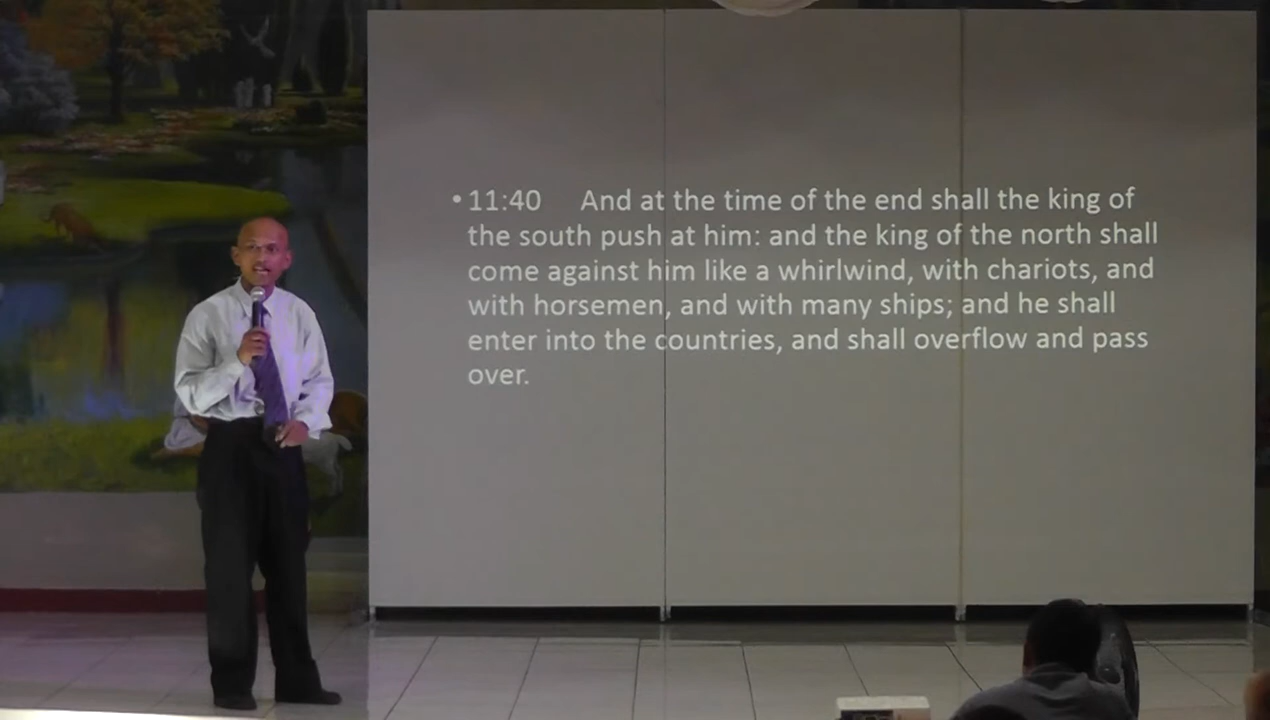 • 11:40 And at the time of the end shall the king of
the south push at him: and the king of the north shall
come against him like a whirlwind, with chariots, and
with horsemen, and with many ships; and he shall
enter into the countries, and shall overflow and pass
over.